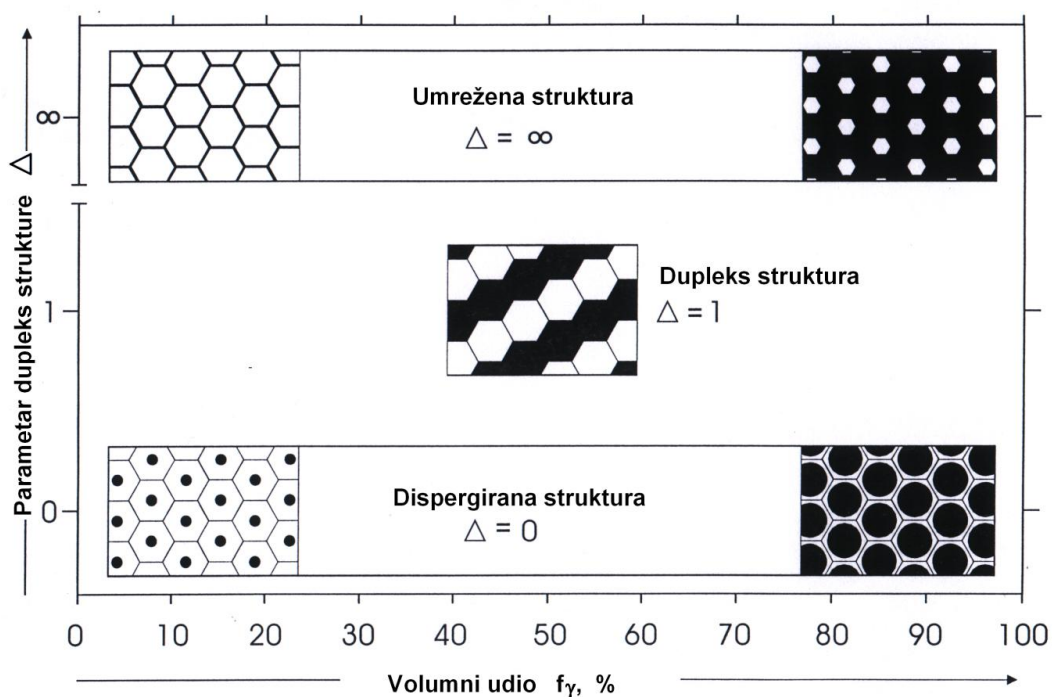 Parametar dupleks strukture Δ
∞
1
0
Umrežena struktura
Δ = ∞
Dupleks struktura
Δ = 1
Dispergirana struktura
Δ = 0
0 10 20 30 40 50 60 70 80 90 100
Volumni udio fγ, %